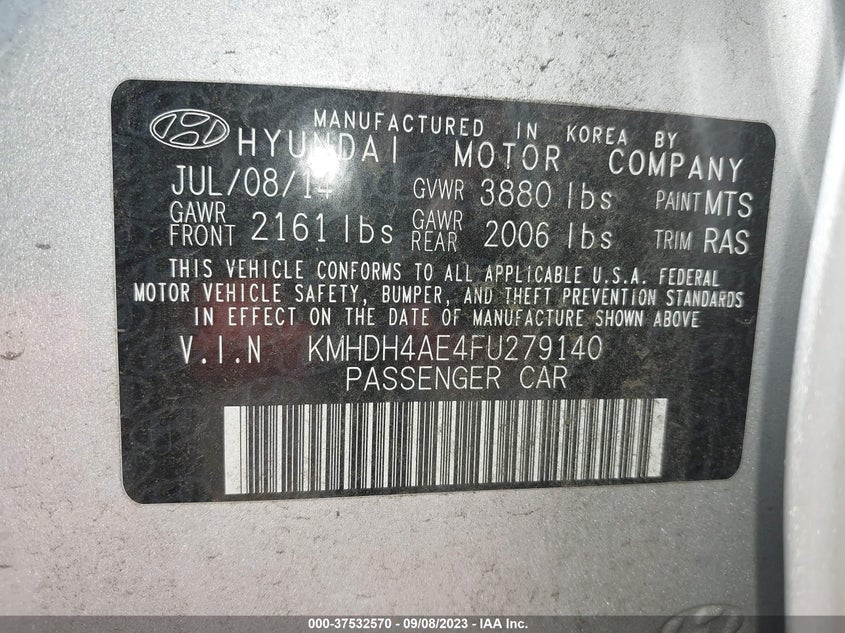 MANUFACTURED IN KOREA BY
HYUNDAI MOTOR COMPANY
JUL/08/14 GVWR 3880 lbs PAINT MTS
GAWR FRONT 2161 lbs GAWR REAR 2006 lbs TRIM RAS
THIS VEHICLE CONFORMS TO ALL APPLICABLE U.S.A. FEDERAL
MOTOR VEHICLE SAFETY, BUMPER, AND THEFT PREVENTION STANDARDS
IN EFFECT ON THE DATE OF MANUFACTURE SHOWN ABOVE
V.I.N KMHDH4AE4FU279140
PASSENGER CAR
000-37532570 - 09/08/2023 - IAA Inc.